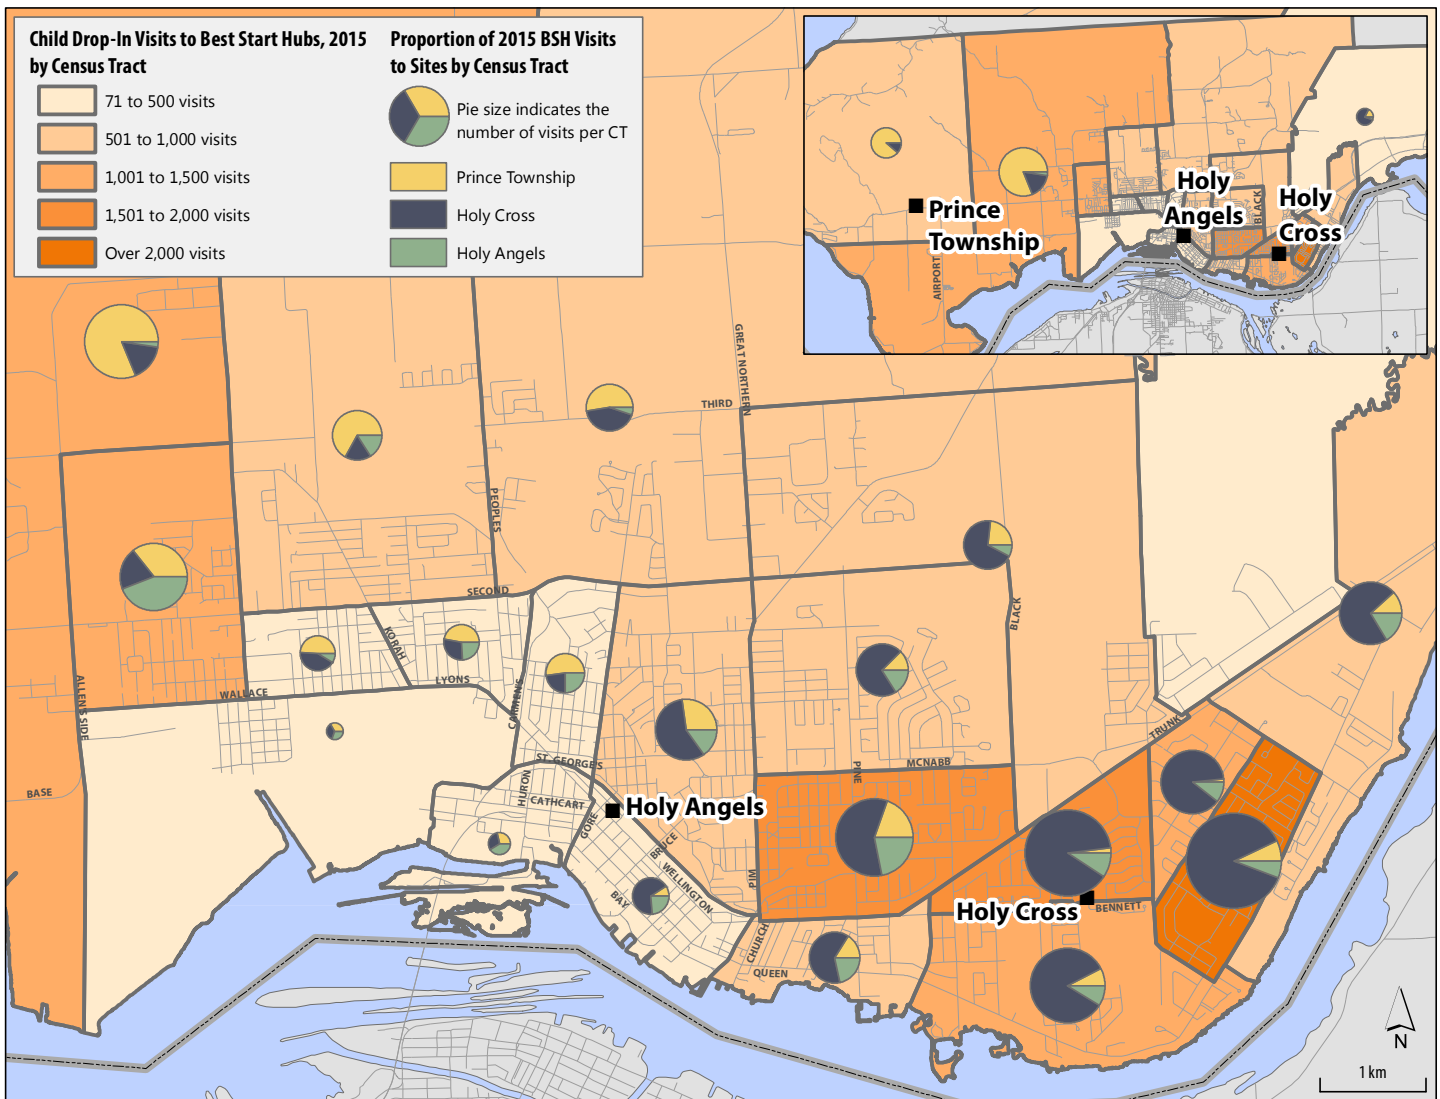 Child Drop-In Visits to Best Start Hubs, 2015
by Census Tract
71 to 500 visits
501 to 1,000 visits
1,001 to 1,500 visits
1,501 to 2,000 visits
Over 2,000 visits
Proportion of 2015 BSH Visits
to Sites by Census Tract
Pie size indicates the
number of visits per CT
Prince Township
Holy Cross
Holy Angels
Prince
Township
Holy
Angels
Holy
Cross
BLACK
AIRPORT
GREAT NORTHERN
THIRD
PEOPLES
SECOND
KORAH
LYONS
WALLACE
ALLENS SIDE
BASE
CARMEN'S
ST. GEORGE'S
HURON
CATHCART
GORE
Holy Angels
BRUCE
WELLINGTON
BAY
PIM
CHURCH
QUEEN
PINE
MCNABB
BLACK
TRUNK
Holy Cross
BENNETT
N
1 km